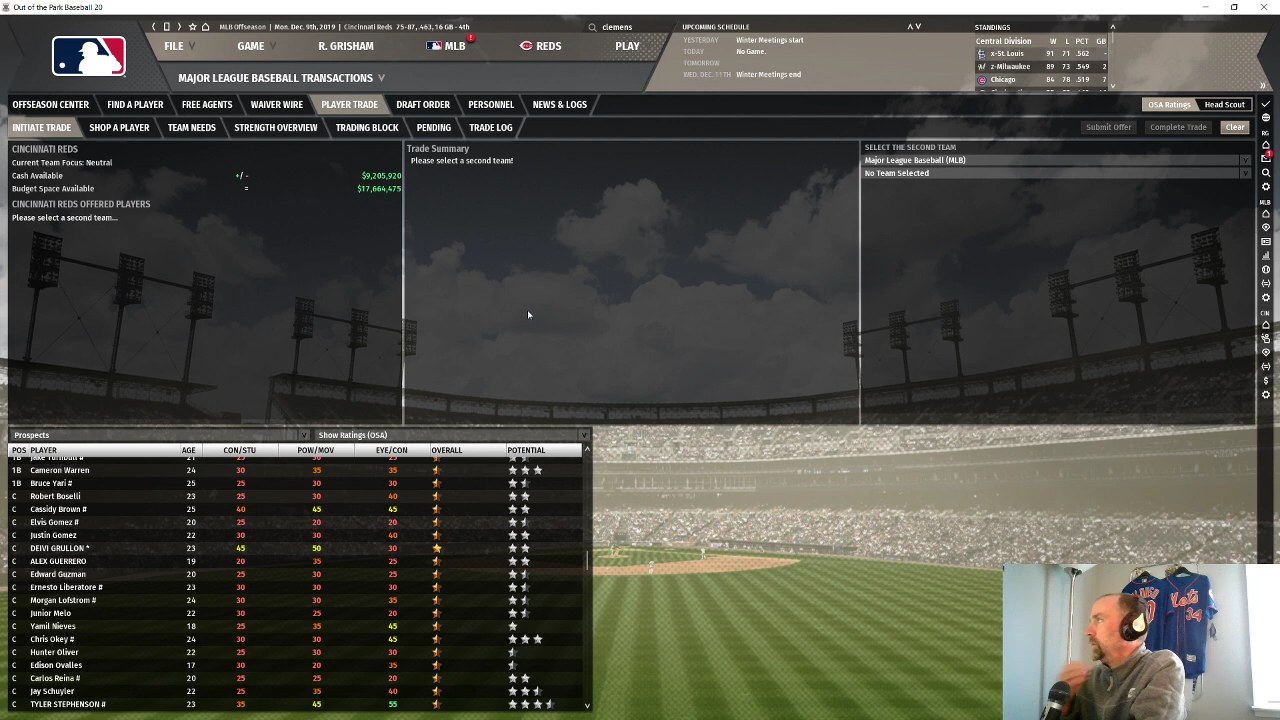 Out of the Park Baseball 20
MLB Offseason | Mon. Dec. 9th, 2019 | Cincinnati Reds 75-87, .463, 16 GB - 4th
clemens
FILE GAME R. GRISHAM MLB REDS PLAY
MAJOR LEAGUE BASEBALL TRANSACTIONS
UPCOMING SCHEDULE
YESTERDAY Winter Meetings start
TODAY No Game.
TOMORROW
WED. DEC. 11TH Winter Meetings end
STANDINGS
Central Division W L PCT GB
x-St. Louis 91 71 .562 -
z-Milwaukee 89 73 .549 2
Chicago 84 78 .519 7
OFFSEASON CENTER FIND A PLAYER FREE AGENTS WAIVER WIRE PLAYER TRADE DRAFT ORDER PERSONNEL NEWS & LOGS
OSA Ratings Head Scout
INITIATE TRADE SHOP A PLAYER TEAM NEEDS STRENGTH OVERVIEW TRADING BLOCK PENDING TRADE LOG
Submit Offer Complete Trade Clear
CINCINNATI REDS
Current Team Focus: Neutral
Cash Available +/- $9,205,920
Budget Space Available = $17,664,475
CINCINNATI REDS OFFERED PLAYERS
Please select a second team...
Trade Summary
Please select a second team!
SELECT THE SECOND TEAM
Major League Baseball (MLB)
No Team Selected
RG
MLB
CIN
Prospects Show Ratings (OSA)
POS PLAYER AGE CON/STU POW/MOV EYE/CON OVERALL POTENTIAL
1B Cameron Warren 24 30 35 35
1B Bruce Yari # 25 25 30 30
C Robert Boselli 23 25 30 40
C Cassidy Brown # 25 40 45 45
C Elvis Gomez # 20 25 20 20
C Justin Gomez 22 30 30 40
C DEIVI GRULLON * 23 45 50 30
C ALEX GUERRERO 19 20 35 25
C Edward Guzman 20 25 30 25
C Ernesto Liberatore # 23 30 30 30
C Morgan Lofstrom # 24 30 30 35
C Junior Melo 22 30 25 20
C Yamil Nieves 18 25 35 45
C Chris Okey # 24 30 30 45
C Hunter Oliver 22 25 30 30
C Edison Ovalles 17 30 20 35
C Carlos Reina # 20 25 25 20
C Jay Schuyler 22 25 35 40
C TYLER STEPHENSON # 23 35 45 55
Mets
34